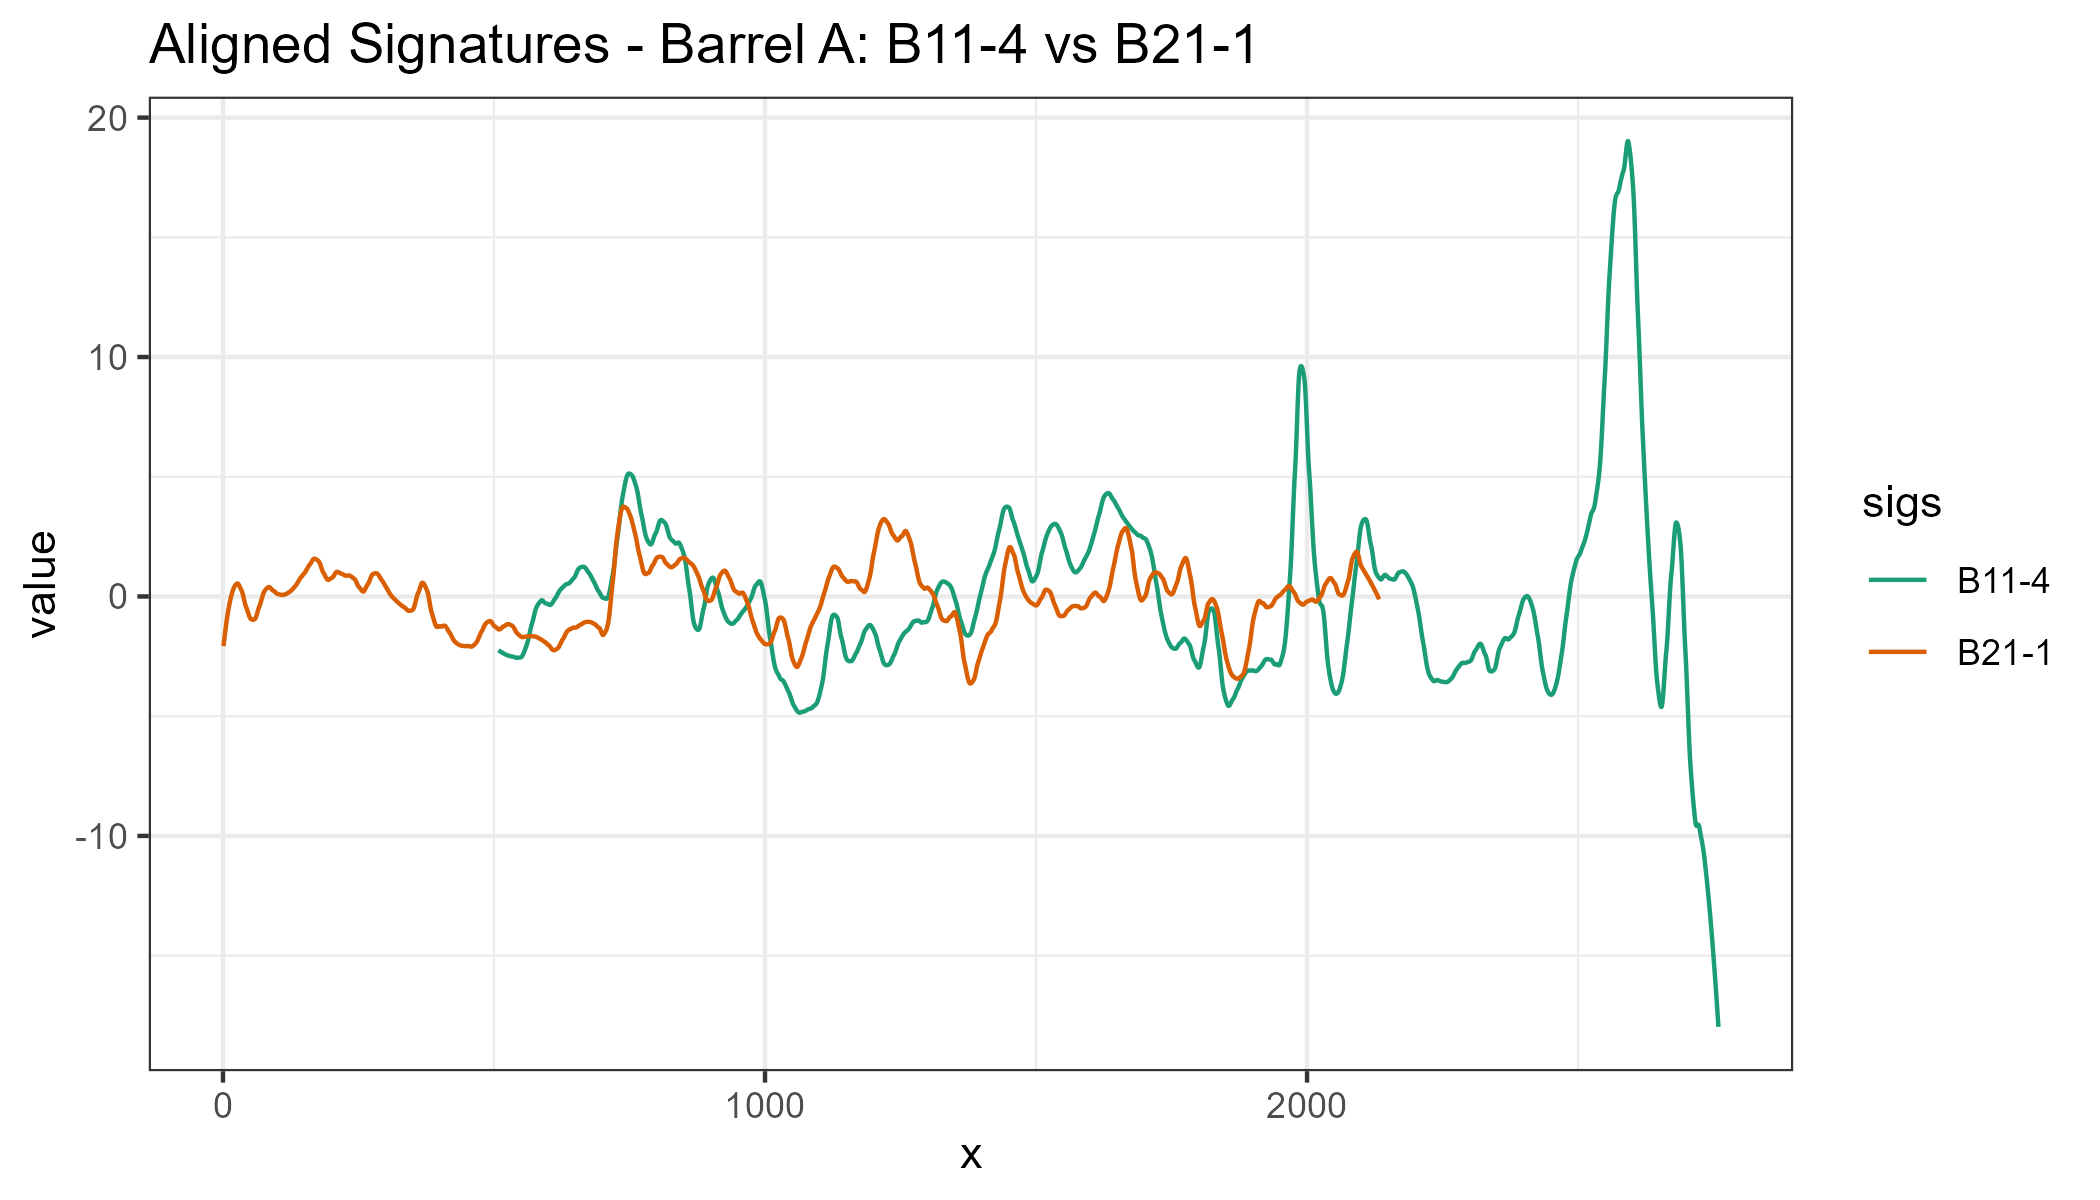 Aligned Signatures - Barrel A: B11-4 vs B21-1
20
10
0
-10
value
0
1000
2000
x
sigs
B11-4
B21-1